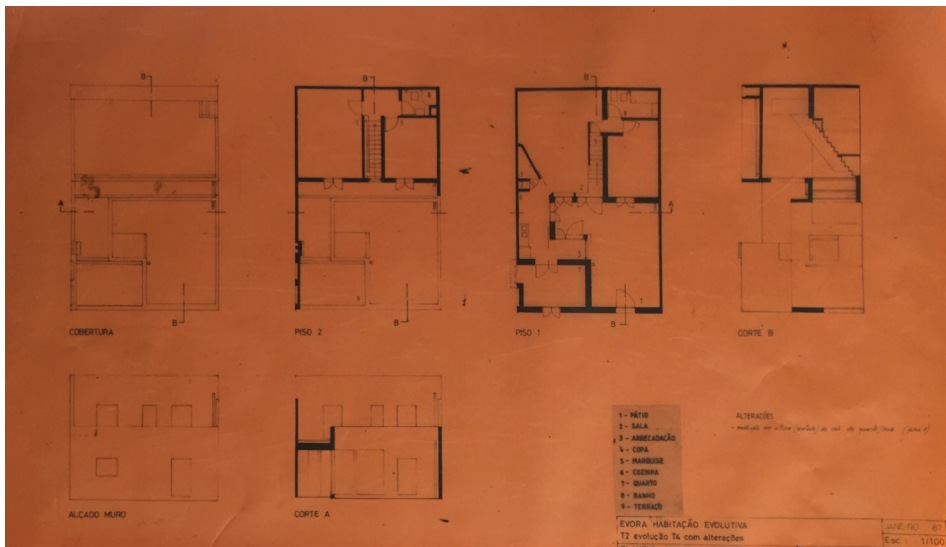 B
B
B
A
A
B
B
B
COBERTURA
PISO 2
PISO 1
CORTE B
ALÇADO MURO
CORTE A
1 - PÁTIO
2 - SALA
3 - ARRECADAÇÃO
4 - COPA
5 - MARQUISE
6 - COZINHA
7 - QUARTO
8 - BANHO
9 - TERRAÇO
ALTERAÇÕES
EVORA HABITAÇÃO EVOLUTIVA
T2 evolução T4 com alterações
JANEIRO
Esc. 1/100